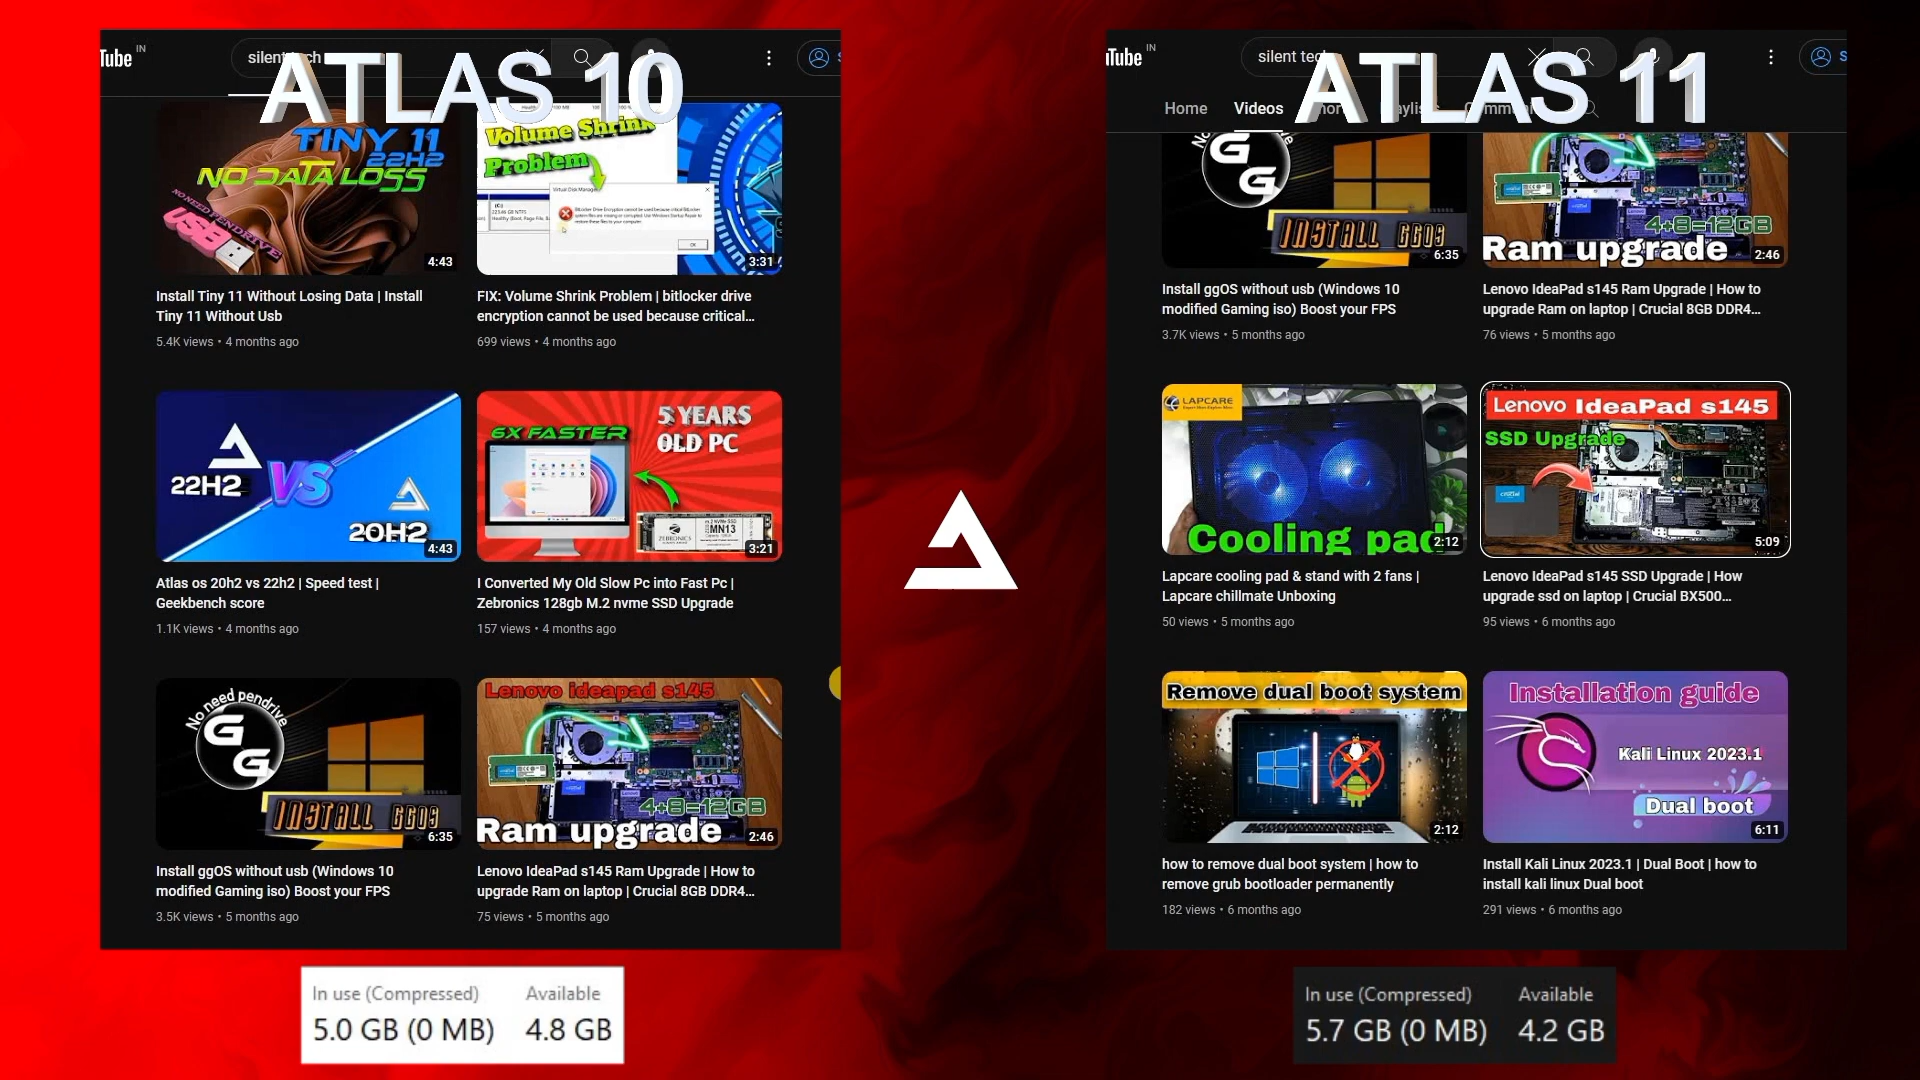 Tube IN
silent tech
ATLAS 10
TINY 11
22H2
NO DATA LOSS
NO NEED PENDRIVE
USB
4:43
Volume Shrink
Problem
3:31
Install Tiny 11 Without Losing Data | Install
Tiny 11 Without Usb
5.4K views • 4 months ago
FIX: Volume Shrink Problem | bitlocker drive
encryption cannot be used because critical...
699 views • 4 months ago
22H2
VS
20H2
4:43
6X FASTER
5 YEARS
OLD PC
ZEBRONICS
MN13
3:21
Atlas os 20h2 vs 22h2 | Speed test |
Geekbench score
1.1K views • 4 months ago
I Converted My Old Slow Pc into Fast Pc |
Zebronics 128gb M.2 nvme SSD Upgrade
157 views • 4 months ago
No need pendrive
GG
INSTALL GGOS
6:35
Lenovo ideapad s145
4+8=12GB
Ram upgrade
2:46
Install ggOS without usb (Windows 10
modified Gaming iso) Boost your FPS
3.5K views • 5 months ago
Lenovo IdeaPad s145 Ram Upgrade | How to
upgrade Ram on laptop | Crucial 8GB DDR4...
75 views • 5 months ago
In use (Compressed) Available
5.0 GB (0 MB) 4.8 GB
Tube IN
silent tech
S
ATLAS 11
Home Videos
GG
INSTALL GGOS
6:35
4+8=12GB
Ram upgrade
2:46
Install ggOS without usb (Windows 10
modified Gaming iso) Boost your FPS
3.7K views • 5 months ago
Lenovo IdeaPad s145 Ram Upgrade | How to
upgrade Ram on laptop | Crucial 8GB DDR4...
76 views • 5 months ago
LAPCARE
Cooling pad
2:12
Lenovo IdeaPad s145
SSD Upgrade
crucial
5:09
Lapcare cooling pad & stand with 2 fans |
Lapcare chillmate Unboxing
50 views • 5 months ago
Lenovo IdeaPad s145 SSD Upgrade | How
upgrade ssd on laptop | Crucial BX500...
95 views • 6 months ago
Remove dual boot system
2:12
Installation guide
Kali Linux 2023.1
Dual boot
6:11
how to remove dual boot system | how to
remove grub bootloader permanently
182 views • 6 months ago
Install Kali Linux 2023.1 | Dual Boot | how to
install kali linux Dual boot
291 views • 6 months ago
In use (Compressed) Available
5.7 GB (0 MB) 4.2 GB